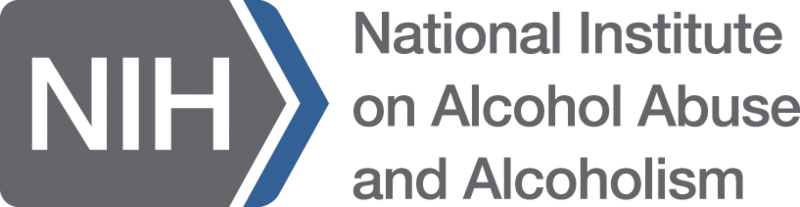 NIH
National Institute
on Alcohol Abuse
and Alcoholism